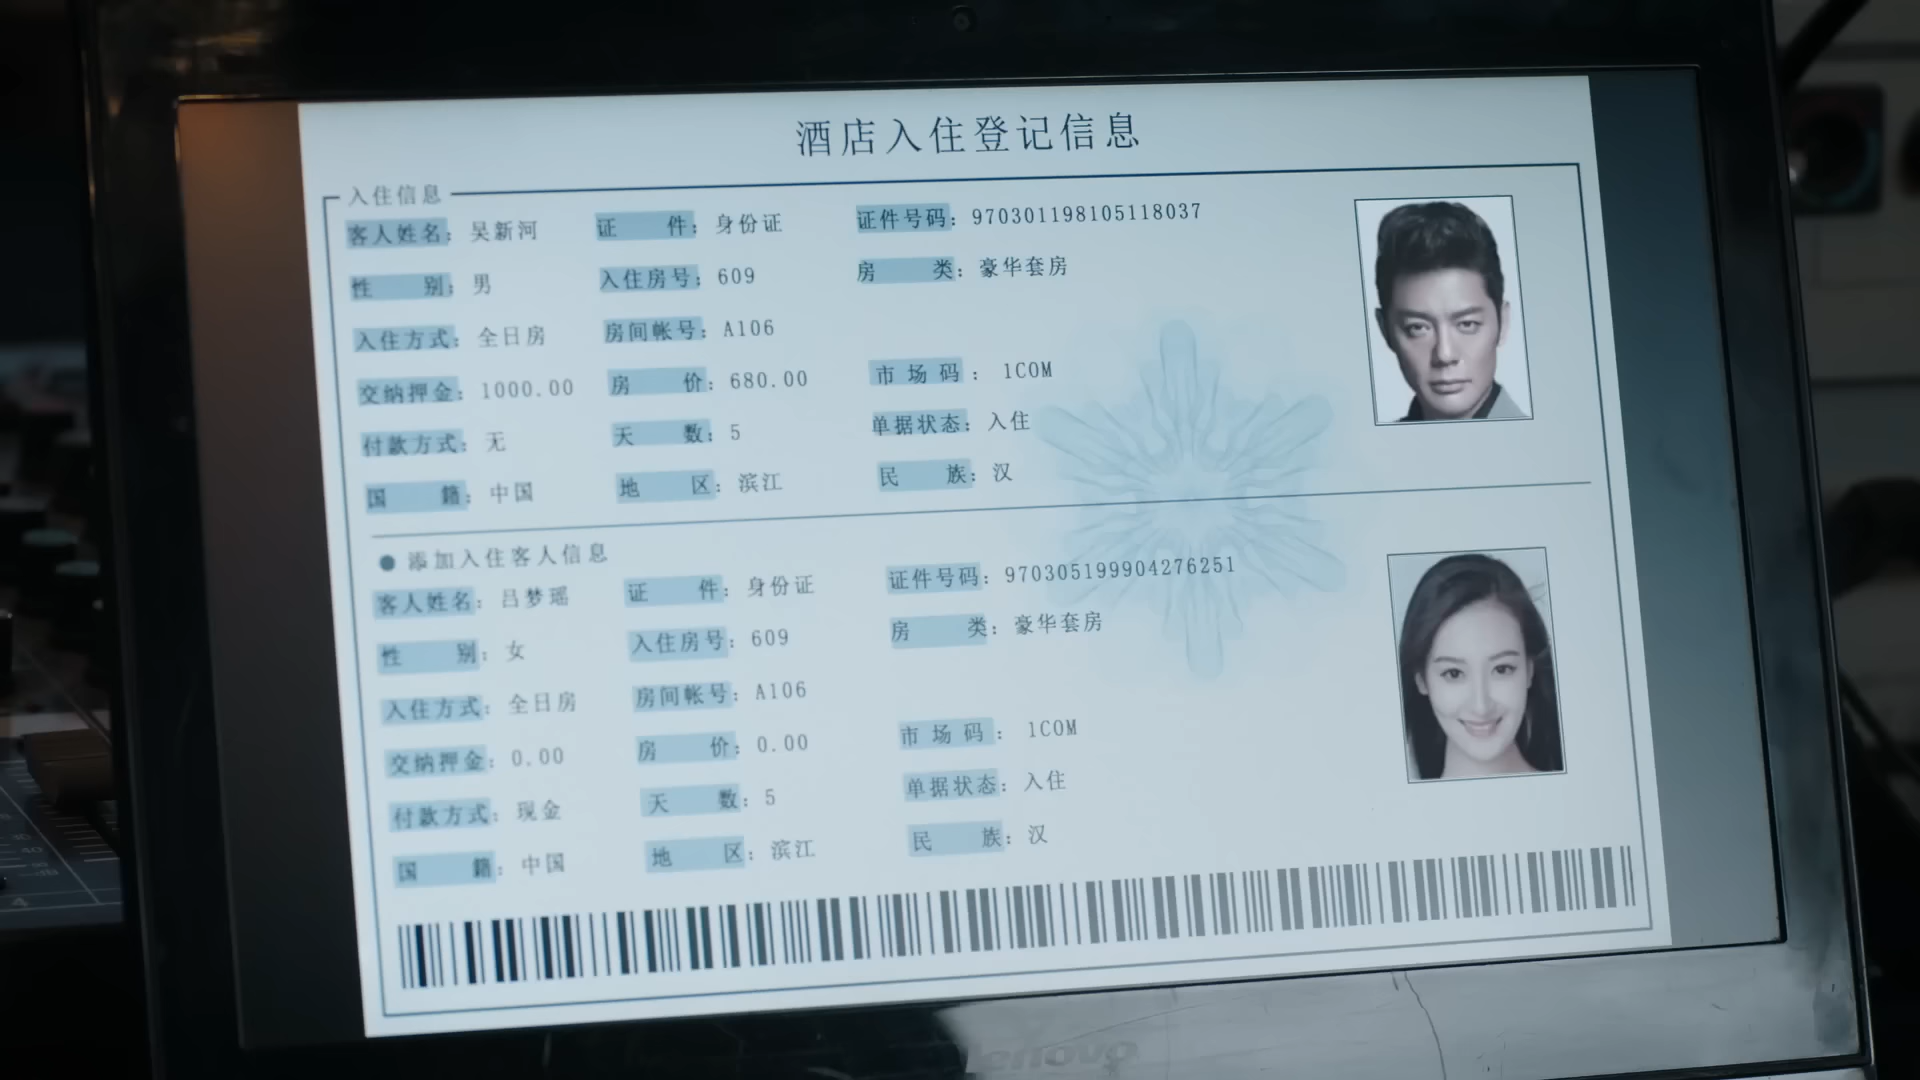 酒店入住登记信息
入住信息
客人姓名：吴新河 证件：身份证 证件号码：970301198105118037
性别：男 入住房号：609 房类：豪华套房
入住方式：全日房 房间帐号：A106
交纳押金：1000.00 房价：680.00 市场码：1COM
付款方式：无 天数：5 单据状态：入住
国籍：中国 地区：滨江 民族：汉
● 添加入住客人信息
客人姓名：吕梦瑶 证件：身份证 证件号码：970305199904276251
性别：女 入住房号：609 房类：豪华套房
入住方式：全日房 房间帐号：A106
交纳押金：0.00 房价：0.00 市场码：1COM
付款方式：现金 天数：5 单据状态：入住
国籍：中国 地区：滨江 民族：汉
lenovo